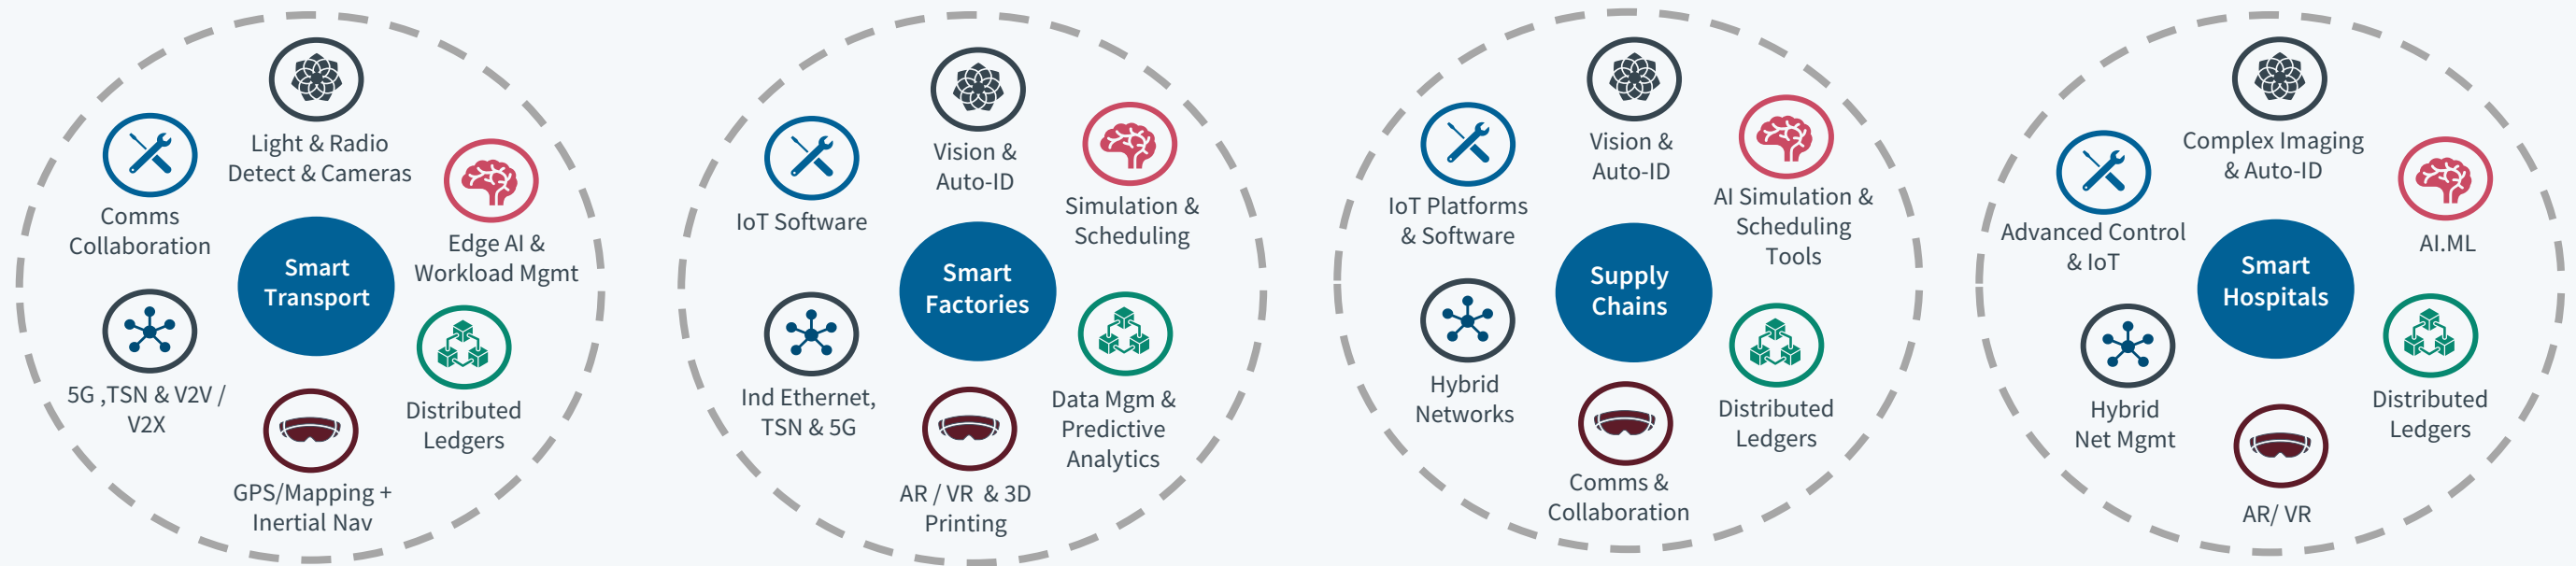 Light & Radio
Detect & Cameras
Comms
Collaboration
Edge AI &
Workload Mgmt
Smart
Transport
5G ,TSN & V2V /
V2X
Distributed
Ledgers
GPS/Mapping +
Inertial Nav
Vision &
Auto-ID
IoT Software
Simulation &
Scheduling
Smart
Factories
Ind Ethernet,
TSN & 5G
Data Mgm &
Predictive
Analytics
AR / VR & 3D
Printing
Vision &
Auto-ID
IoT Platforms
& Software
AI Simulation &
Scheduling
Tools
Supply
Chains
Hybrid
Networks
Distributed
Ledgers
Comms &
Collaboration
Complex Imaging
& Auto-ID
Advanced Control
& IoT
AI.ML
Smart
Hospitals
Hybrid
Net Mgmt
Distributed
Ledgers
AR/ VR